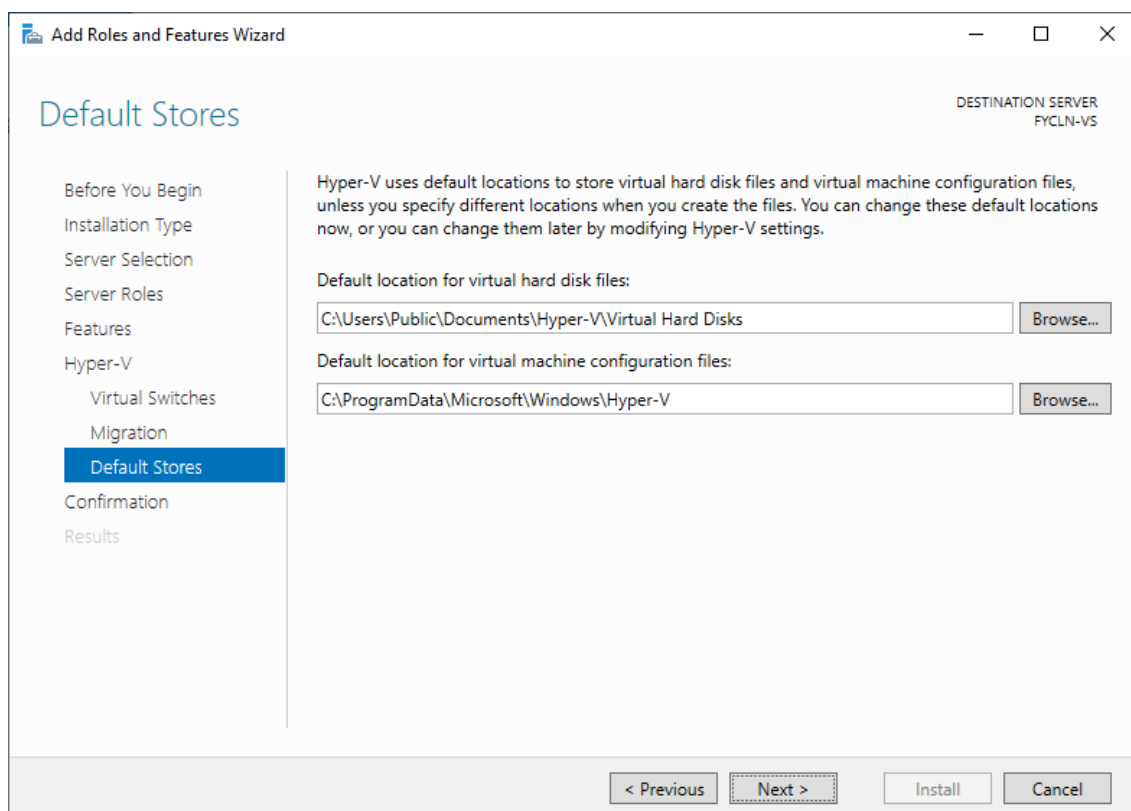 Add Roles and Features Wizard
Default Stores
DESTINATION SERVER
FYCLN-VS
Before You Begin
Installation Type
Server Selection
Server Roles
Features
Hyper-V
Virtual Switches
Migration
Default Stores
Confirmation
Results
Hyper-V uses default locations to store virtual hard disk files and virtual machine configuration files,
unless you specify different locations when you create the files. You can change these default locations
now, or you can change them later by modifying Hyper-V settings.
Default location for virtual hard disk files:
C:\Users\Public\Documents\Hyper-V\Virtual Hard Disks
Browse...
Default location for virtual machine configuration files:
C:\ProgramData\Microsoft\Windows\Hyper-V
Browse...
< Previous
Next >
Install
Cancel